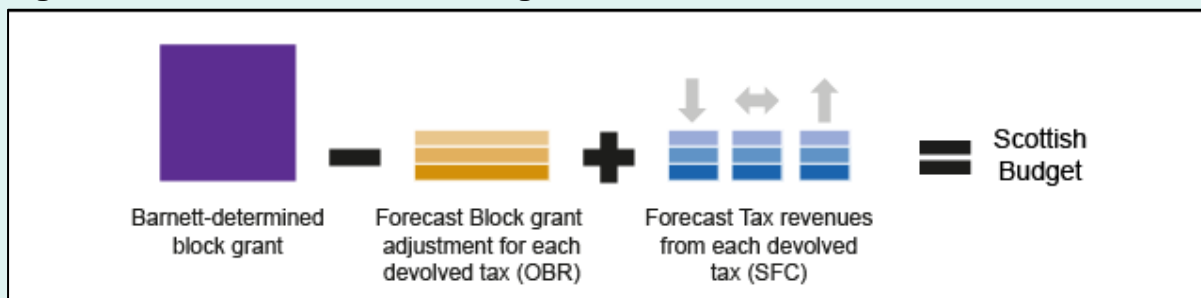 Scottish
Budget
Barnett-determined
block grant
Forecast Block grant
adjustment for each
devolved tax (OBR)
Forecast Tax revenues
from each devolved
tax (SFC)